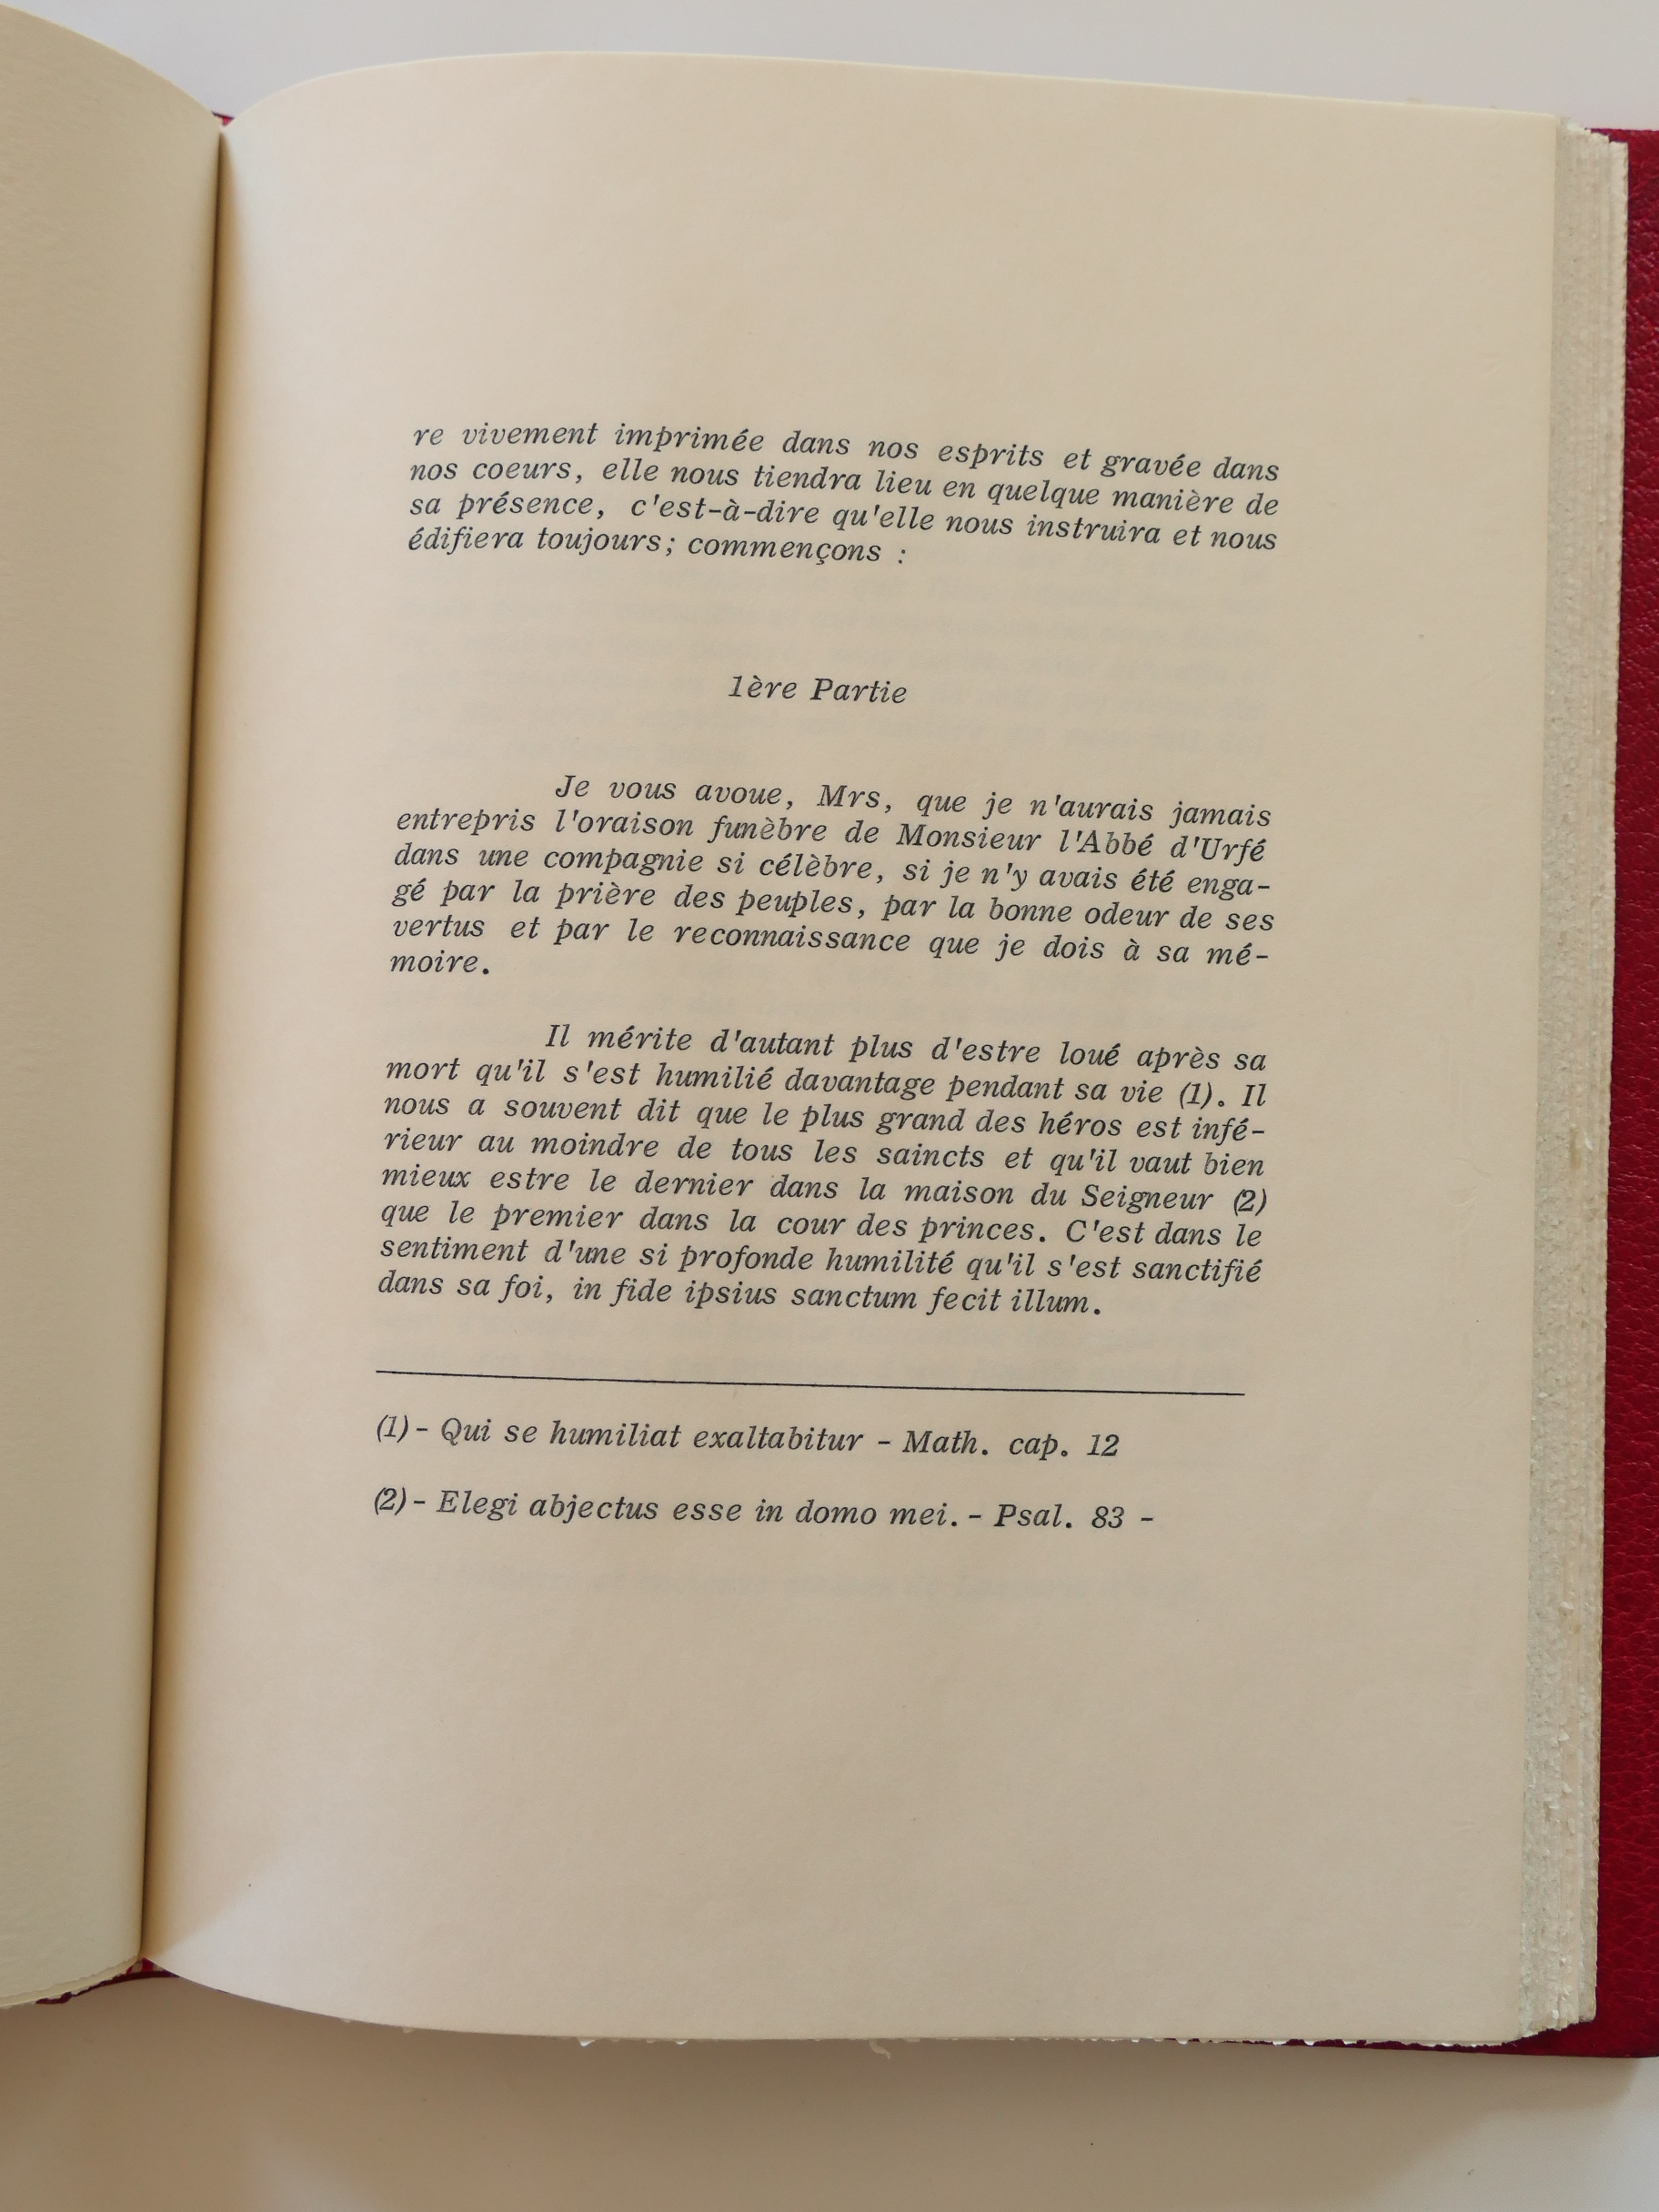 re vivement imprimée dans nos esprits et gravée dans
nos coeurs, elle nous tiendra lieu en quelque manière de
sa présence, c'est-à-dire qu'elle nous instruira et nous
édifiera toujours; commençons :
1ère Partie
Je vous avoue, Mrs, que je n'aurais jamais
entrepris l'oraison funèbre de Monsieur l'Abbé d'Urfé
dans une compagnie si célèbre, si je n'y avais été enga-
gé par la prière des peuples, par la bonne odeur de ses
vertus et par le reconnaissance que je dois à sa mé-
moire.
Il mérite d'autant plus d'estre loué après sa
mort qu'il s'est humilié davantage pendant sa vie (1). Il
nous a souvent dit que le plus grand des héros est infé-
rieur au moindre de tous les saincts et qu'il vaut bien
mieux estre le dernier dans la maison du Seigneur (2)
que le premier dans la cour des princes. C'est dans le
sentiment d'une si profonde humilité qu'il s'est sanctifié
dans sa foi, in fide ipsius sanctum fecit illum.
(1)- Qui se humiliat exaltabitur - Math. cap. 12
(2)- Elegi abjectus esse in domo mei. - Psal. 83 -